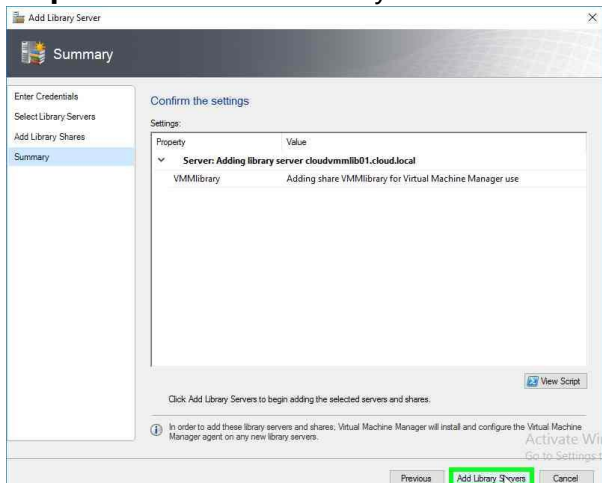 Add Library Server
Summary
Enter Credentials
Select Library Servers
Add Library Shares
Summary
Confirm the settings
Settings:
Property Value
Server: Adding library server cloudvmmlib01.cloud.local
VMMlibrary Adding share VMMlibrary for Virtual Machine Manager use
View Script
Click Add Library Servers to begin adding the selected servers and shares.
In order to add these library servers and shares, Virtual Machine Manager will install and configure the Virtual Machine
Manager agent on any new library servers.
Activate Wi
Go to Settings t
Previous Add Library Servers Cancel